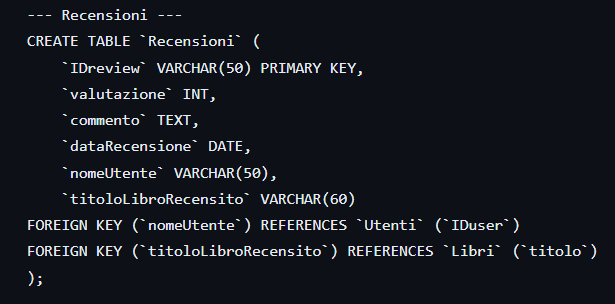 --- Recensioni ---
CREATE TABLE `Recensioni` (
`IDreview` VARCHAR(50) PRIMARY KEY,
`valutazione` INT,
`commento` TEXT,
`dataRecensione` DATE,
`nomeUtente` VARCHAR(50),
`titoloLibroRecensito` VARCHAR(60)
FOREIGN KEY (`nomeUtente`) REFERENCES `Utenti` (`IDuser`)
FOREIGN KEY (`titoloLibroRecensito`) REFERENCES `Libri` (`titolo`)
);